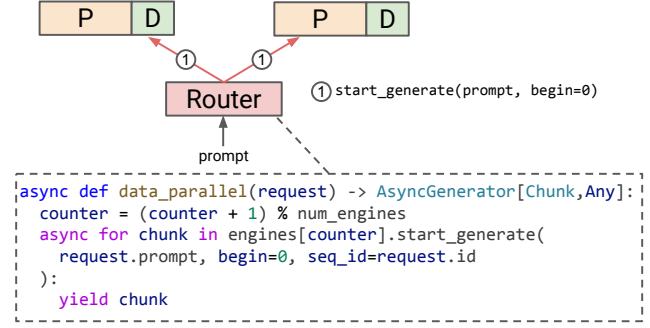 P D P D
1 1
Router
1 start_generate(prompt, begin=0)
prompt
async def data_parallel(request) -> AsyncGenerator[Chunk,Any]:
counter = (counter + 1) % num_engines
async for chunk in engines[counter].start_generate(
request.prompt, begin=0, seq_id=request.id
):
yield chunk